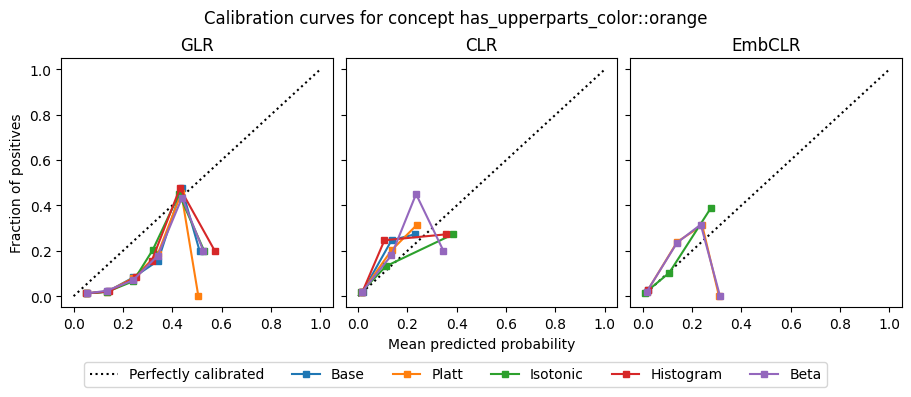 Calibration curves for concept has_upperparts_color::orange
GLR
CLR
EmbCLR
Fraction of positives
1.0
0.8
0.6
0.4
0.2
0.0
0.0 0.2 0.4 0.6 0.8 1.0
0.0 0.2 0.4 0.6 0.8 1.0
0.0 0.2 0.4 0.6 0.8 1.0
Mean predicted probability
Perfectly calibrated Base Platt Isotonic Histogram Beta